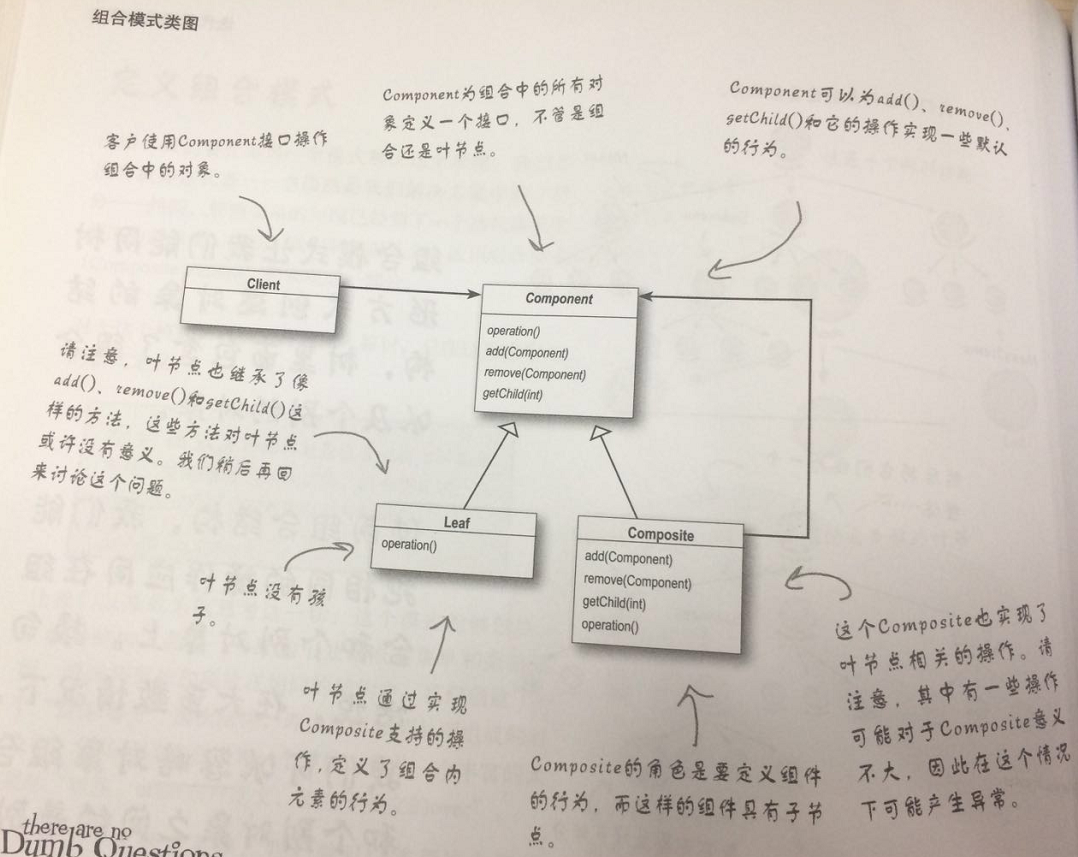 组合模式类图
客户使用Component接口操作
组合中的对象。
Component为组合中的所有对
象定义一个接口，不管是组
合还是叶节点。
Component可以为add()、remove()、
getChild()和它的操作实现一些默认
的行为。
Client
Component
operation()
add(Component)
remove(Component)
getChild(int)
请注意，叶节点也继承了像
add()、remove()和getChild()这
样的方法，这些方法对叶节点
或许没有意义。我们稍后再回
来讨论这个问题。
Leaf
operation()
Composite
add(Component)
remove(Component)
getChild(int)
operation()
叶节点没有孩
子。
叶节点通过实现
Composite支持的操
作,定义了组合内
元素的行为。
Composite的角色是要定义组件
的行为，而这样的组件具有子节
点。
这个Composite也实现了
叶节点相关的操作。请
注意，其中有一些操作
可能对于Composite意义
不大，因此在这个情况
下可能产生异常。
there are no
Dumb Questions